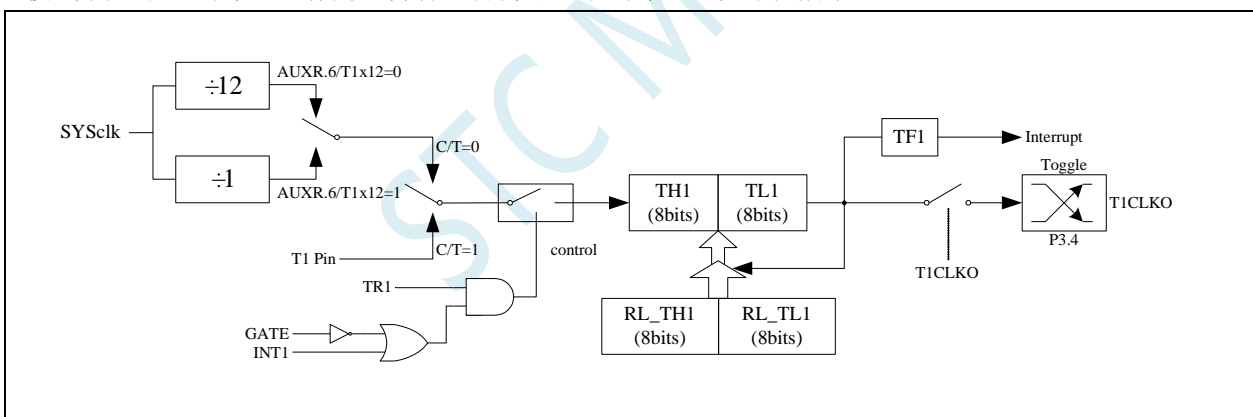 ÷12
AUXR.6/T1x12=0
SYSclk
÷1
AUXR.6/T1x12=1
C/T=0
C/T=1
T1 Pin
TR1
GATE
INT1
control
TH1
(8bits)
TL1
(8bits)
RL_TH1
(8bits)
RL_TL1
(8bits)
TF1
Interrupt
Toggle
T1CLKO
P3.4
T1CLKO
STC M